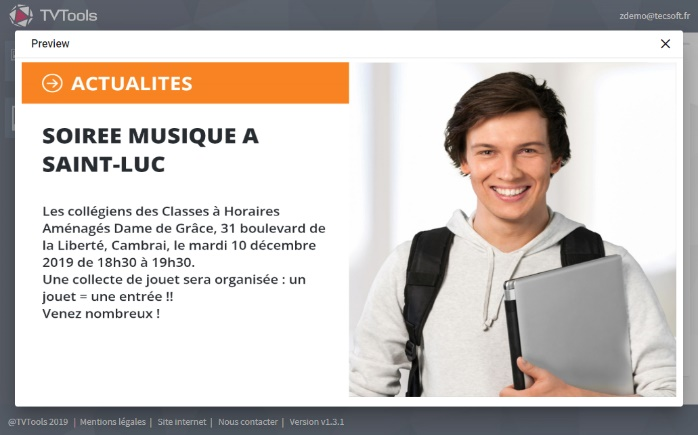 TVTools
zdemo@tecsoft.fr
Preview
ACTUALITES
SOIREE MUSIQUE A
SAINT-LUC
Les collégiens des Classes à Horaires
Aménagés Dame de Grâce, 31 boulevard de
la Liberté, Cambrai, le mardi 10 décembre
2019 de 18h30 à 19h30.
Une collecte de jouet sera organisée : un
jouet = une entrée !!
Venez nombreux !
@TVTools 2019 | Mentions légales | Site internet | Nous contacter | Version v1.3.1